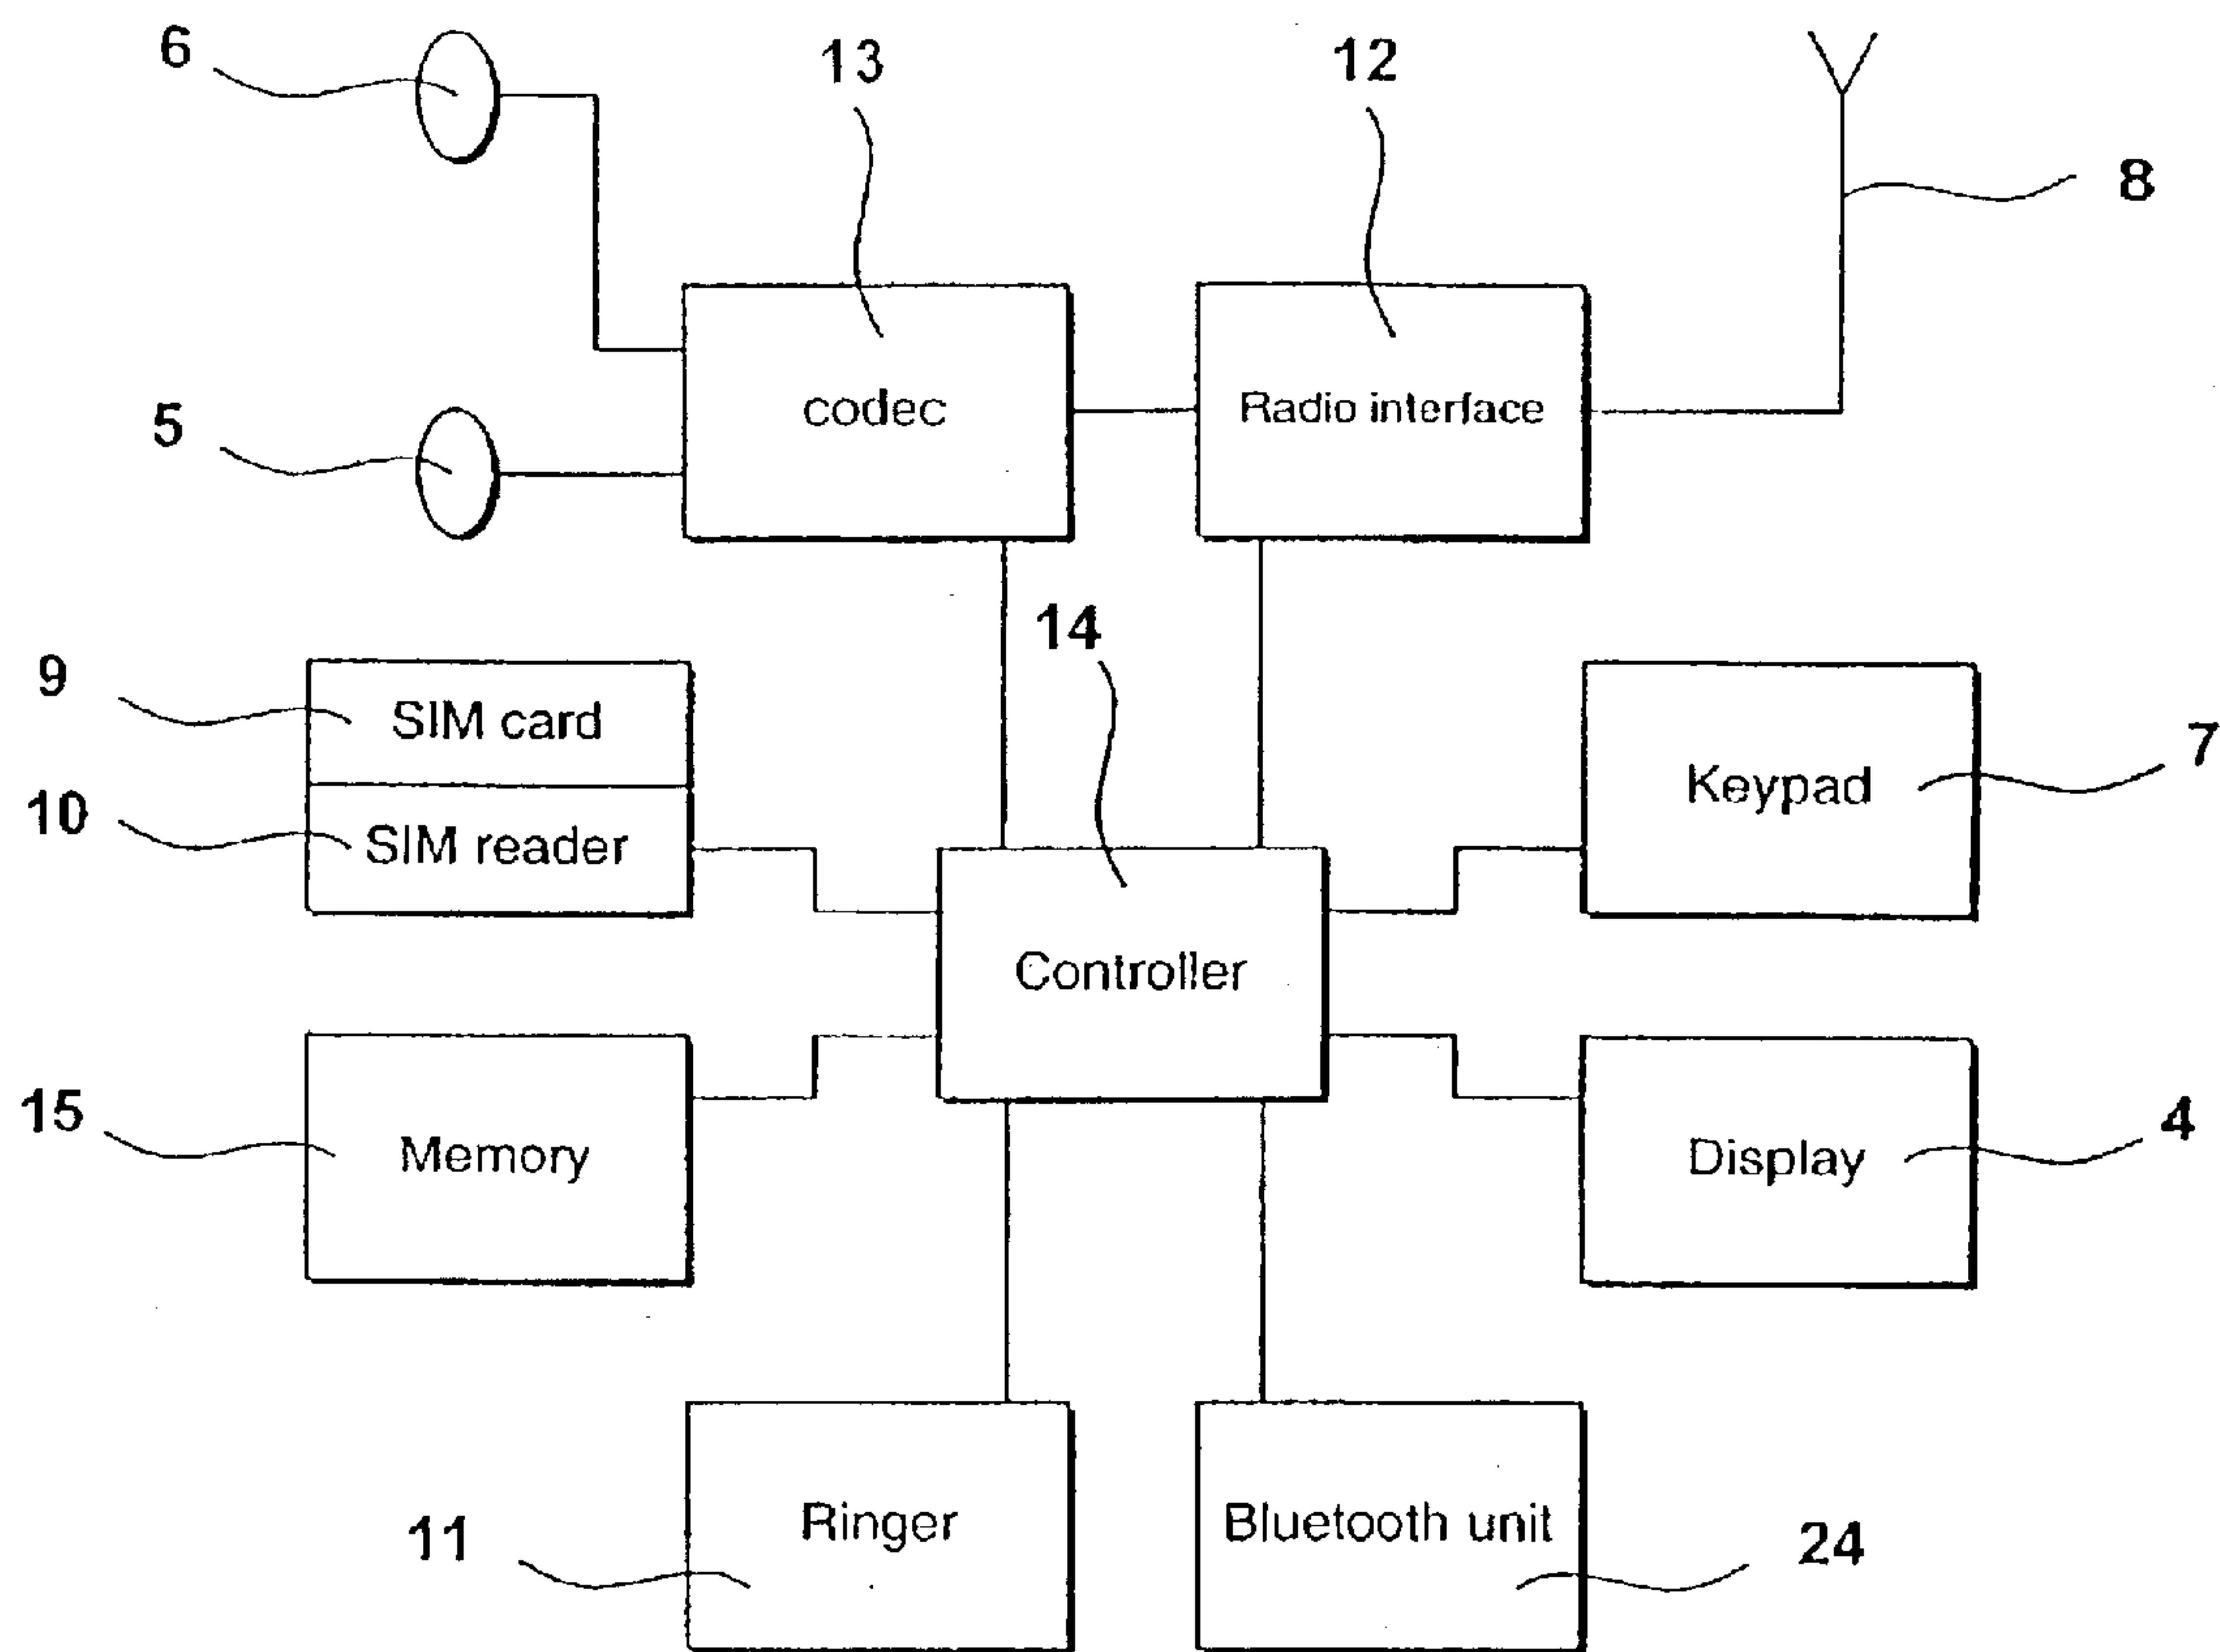 6
13
12
8
5
codec
Radio interface
14
9
SIM card
10
SIM reader
Keypad
7
Controller
15
Memory
Display
4
11
Ringer
Bluetooth unit
24